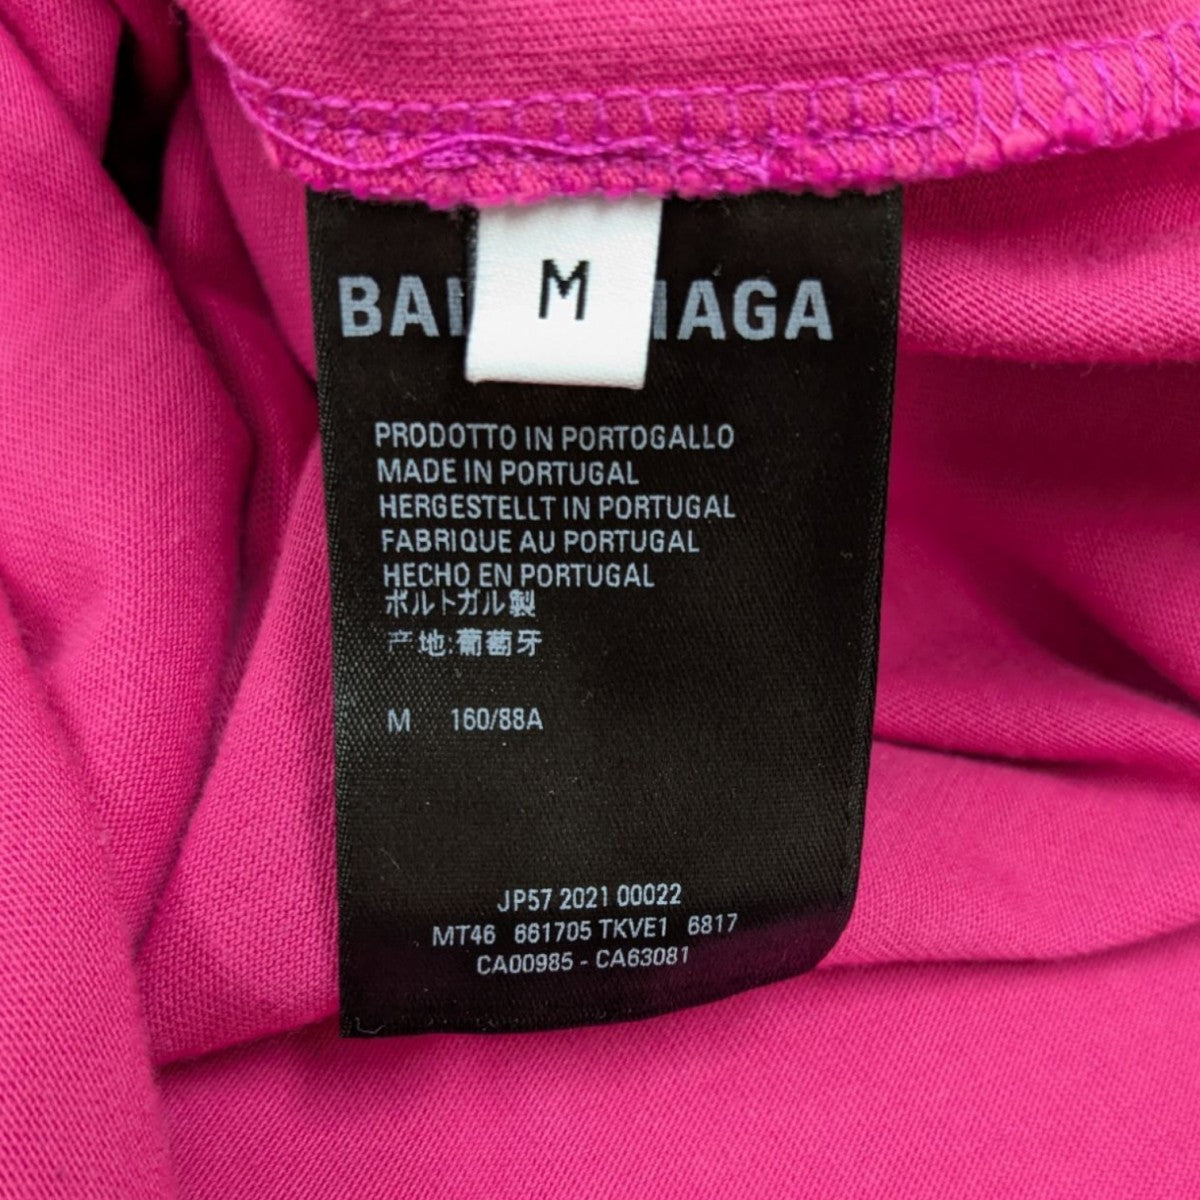 M
BAL NIAGA
PRODOTTO IN PORTOGALLO
MADE IN PORTUGAL
HERGESTELLT IN PORTUGAL
FABRIQUE AU PORTUGAL
HECHO EN PORTUGAL
ポルトガル製
产地:葡萄牙
M 160/88A
JP57 2021 00022
MT46 661705 TKVE1 6817
CA00985 - CA63081